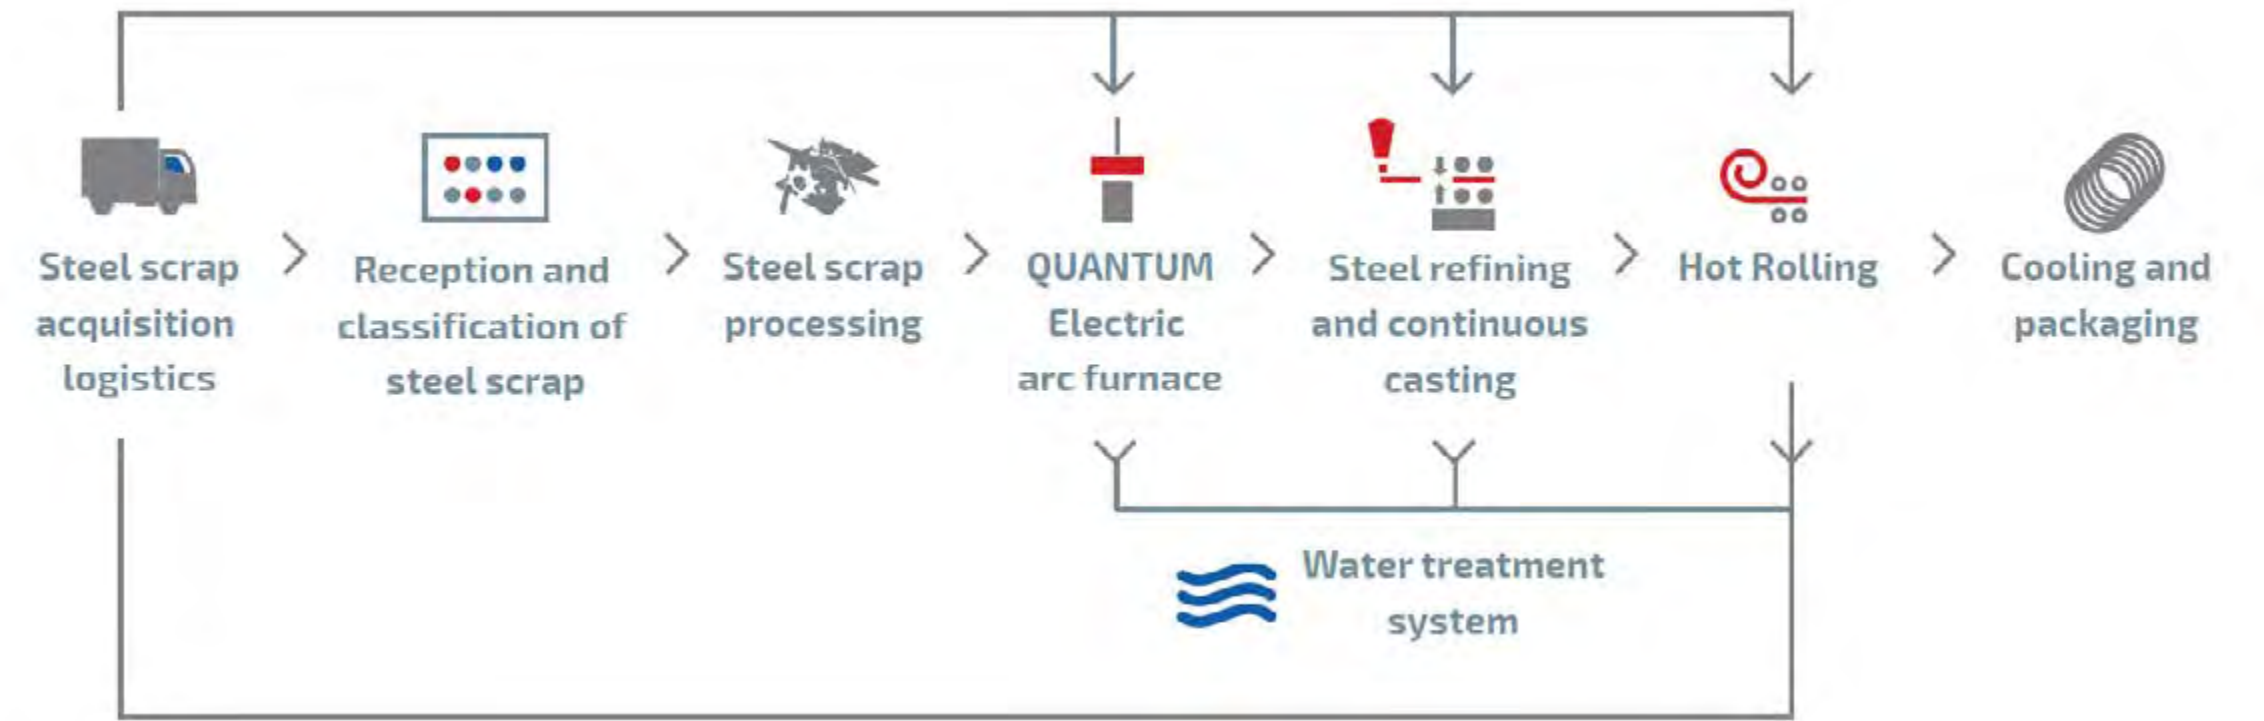 Steel scrap
acquisition
logistics
Reception and
classification of
steel scrap
Steel scrap
processing
QUANTUM
Electric
arc furnace
Steel refining
and continuous
casting
Hot Rolling
Cooling and
packaging
Water treatment
system